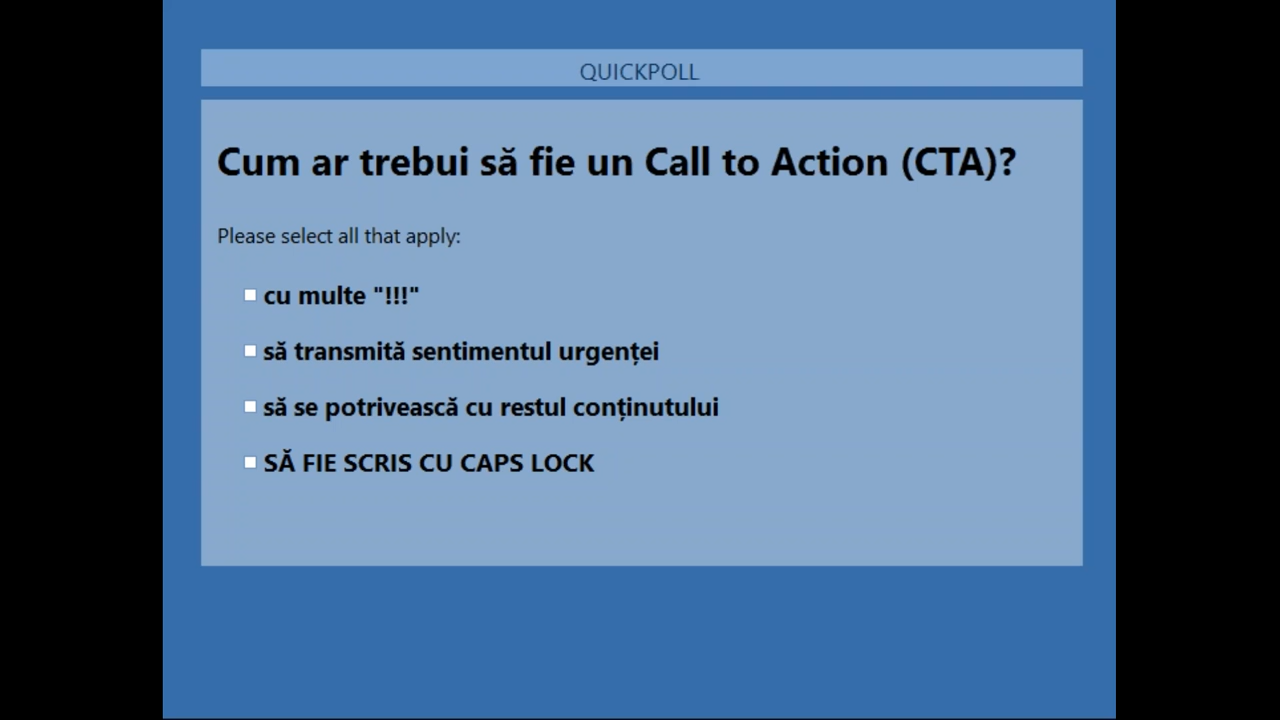 QUICKPOLL
Cum ar trebui să fie un Call to Action (CTA)?
Please select all that apply:
cu multe "!!!"
să transmită sentimentul urgenței
să se potrivească cu restul conținutului
SĂ FIE SCRIS CU CAPS LOCK